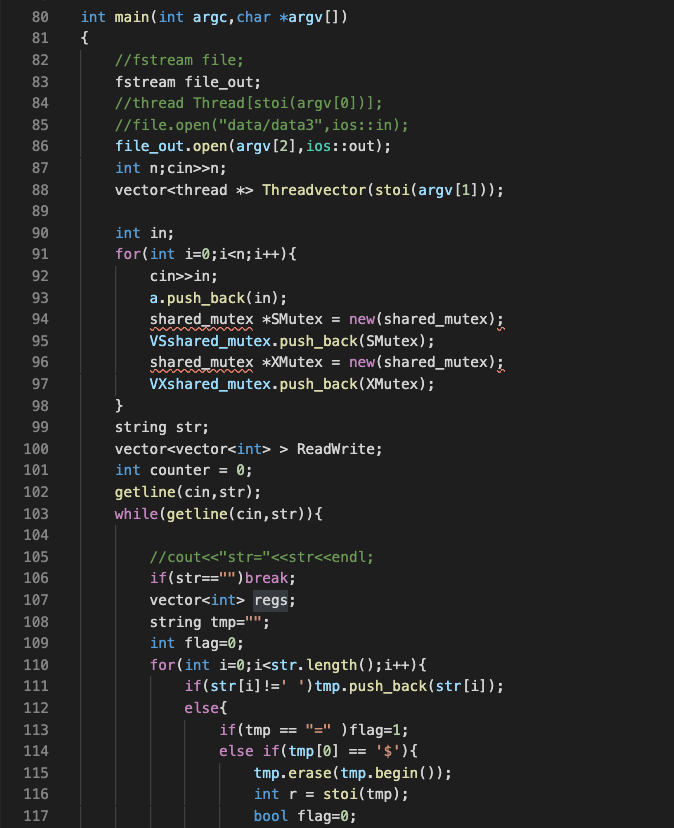 80 int main(int argc,char *argv[])
81 {
82 //fstream file;
83 fstream file_out;
84 //thread Thread[stoi(argv[0])];
85 //file.open("data/data3",ios::in);
86 file_out.open(argv[2],ios::out);
87 int n;cin>>n;
88 vector<thread *> Threadvector(stoi(argv[1]));
89
90 int in;
91 for(int i=0;i<n;i++){
92 cin>>in;
93 a.push_back(in);
94 shared_mutex *SMutex = new(shared_mutex);
95 VSshared_mutex.push_back(SMutex);
96 shared_mutex *XMutex = new(shared_mutex);
97 VXshared_mutex.push_back(XMutex);
98 }
99 string str;
100 vector<vector<int> > ReadWrite;
101 int counter = 0;
102 getline(cin,str);
103 while(getline(cin,str)){
104
105 //cout<<"str="<<str<<endl;
106 if(str=="")break;
107 vector<int> regs;
108 string tmp="";
109 int flag=0;
110 for(int i=0;i<str.length();i++){
111 if(str[i]!=' ')tmp.push_back(str[i]);
112 else{
113 if(tmp == "=" )flag=1;
114 else if(tmp[0] == '$'){
115 tmp.erase(tmp.begin());
116 int r = stoi(tmp);
117 bool flag=0;